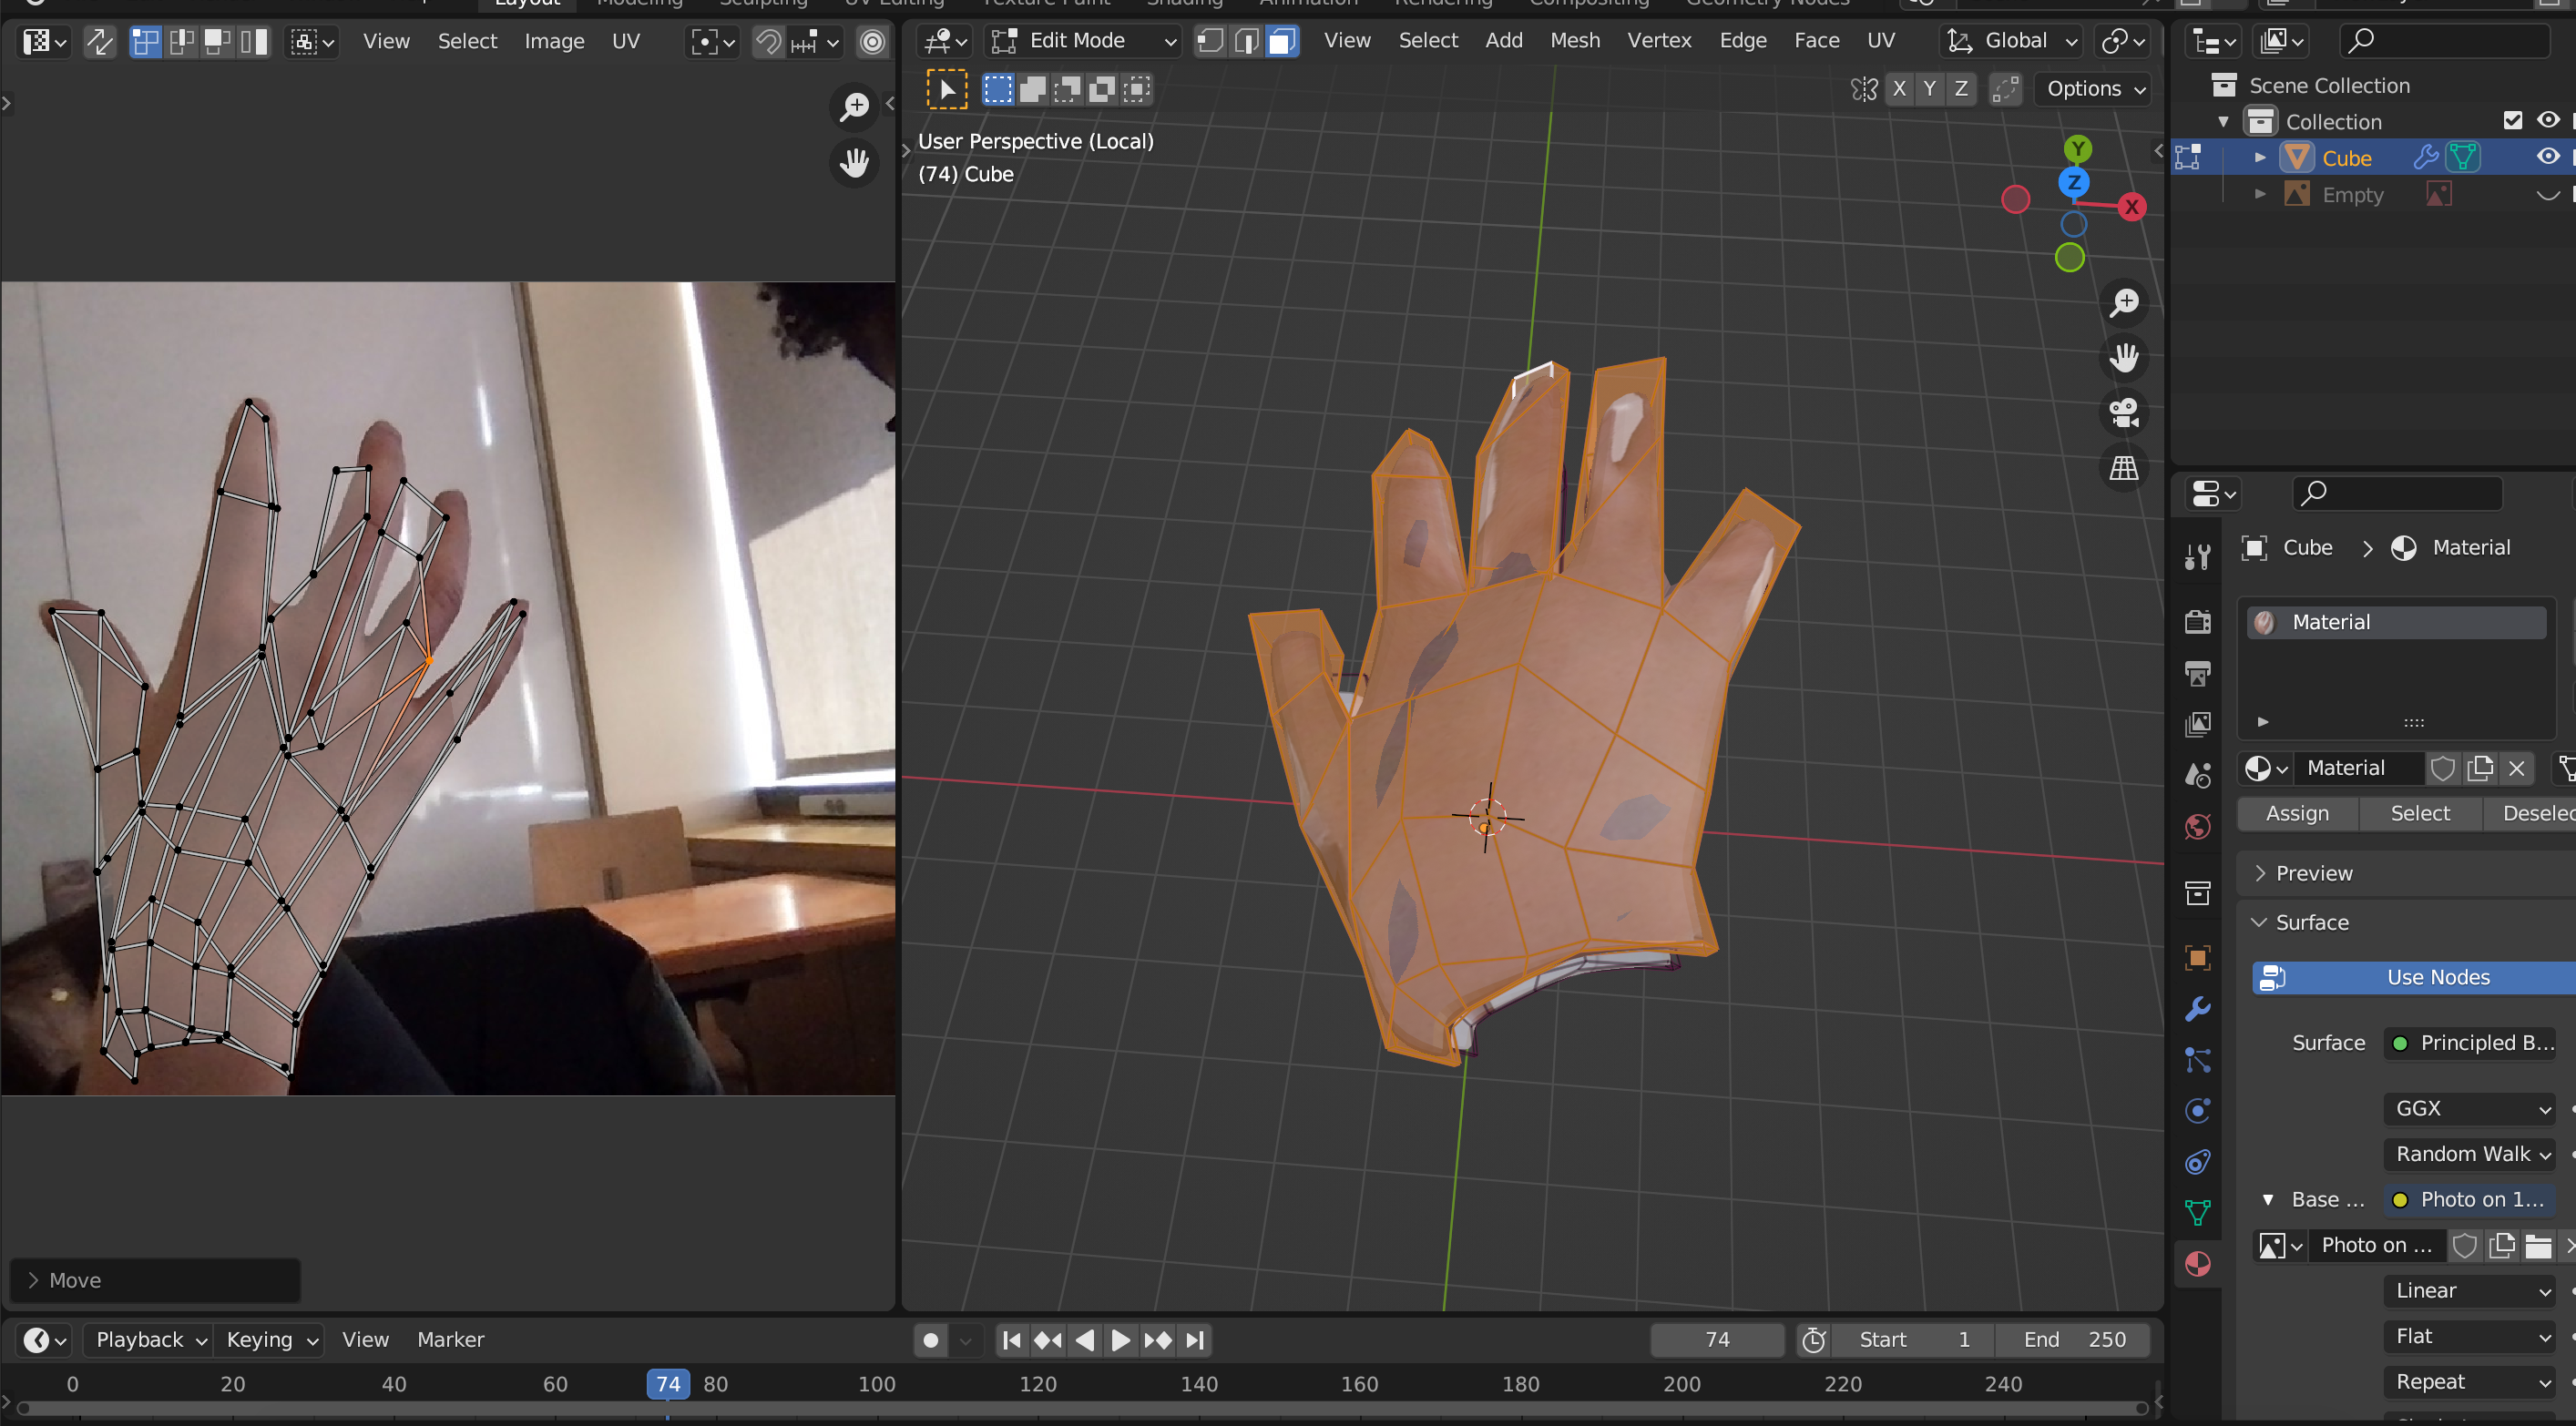 Layout Modeling Sculpting UV Editing Texture Paint Shading Animation Rendering Compositing Geometry Nodes
View Select Image UV
Edit Mode View Select Add Mesh Vertex Edge Face UV Global
X Y Z Options
User Perspective (Local)
(74) Cube
Y
Z
X
Scene Collection
Collection
Cube
Empty
Cube > Material
Material
Material
Assign Select Deselec
Preview
Surface
Use Nodes
Surface Principled B...
GGX
Random Walk
Base ... Photo on 1...
Photo on ...
Linear
Flat
Repeat
Move
Playback Keying View Marker
74 Start 1 End 250
0 20 40 60 74 80 100 120 140 160 180 200 220 240